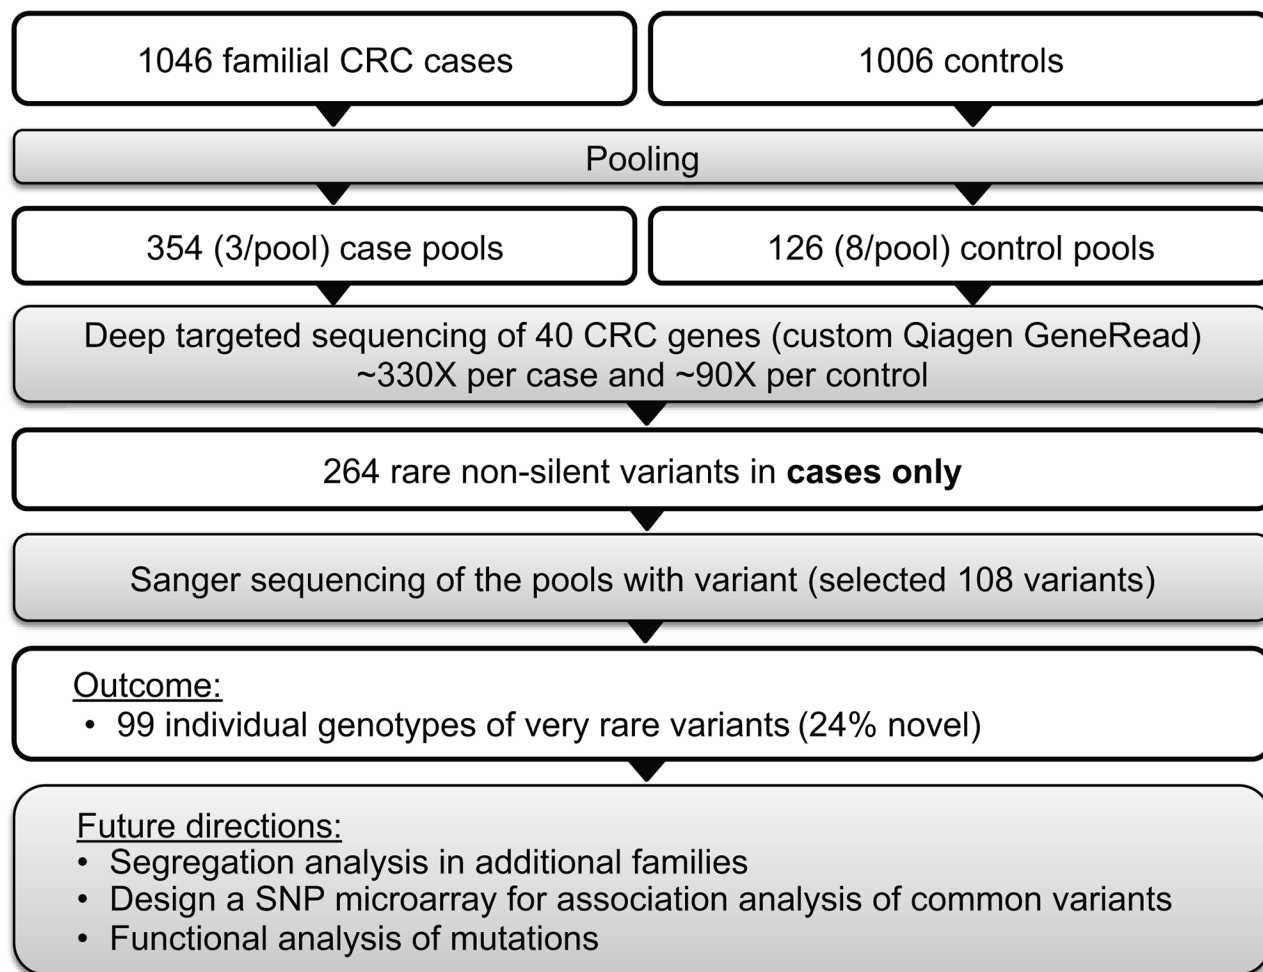 1046 familial CRC cases
1006 controls
Pooling
354 (3/pool) case pools
126 (8/pool) control pools
Deep targeted sequencing of 40 CRC genes (custom Qiagen GeneRead)
~330X per case and ~90X per control
264 rare non-silent variants in cases only
Sanger sequencing of the pools with variant (selected 108 variants)
Outcome:
• 99 individual genotypes of very rare variants (24% novel)
Future directions:
• Segregation analysis in additional families
• Design a SNP microarray for association analysis of common variants
• Functional analysis of mutations